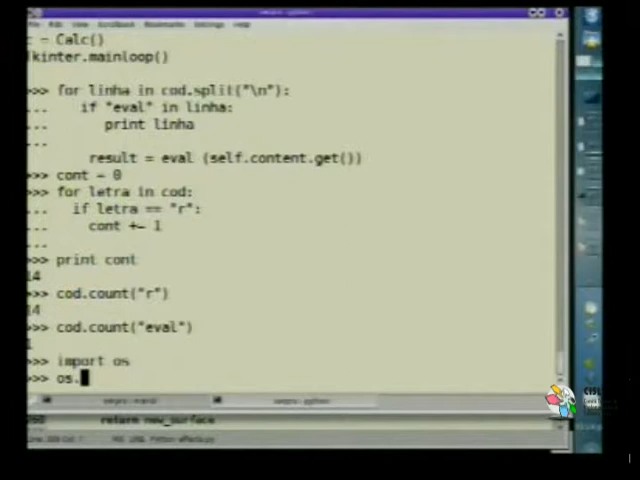 c = Calc()
kinter.mainloop()
>>> for linha in cod.split("\n"):
... if "eval" in linha:
... print linha
...
result = eval (self.content.get())
>>> cont = 0
>>> for letra in cod:
... if letra == "r":
... cont += 1
...
>>> print cont
14
>>> cod.count("r")
14
>>> cod.count("eval")
1
>>> import os
>>> os.
return new_surface
CISL